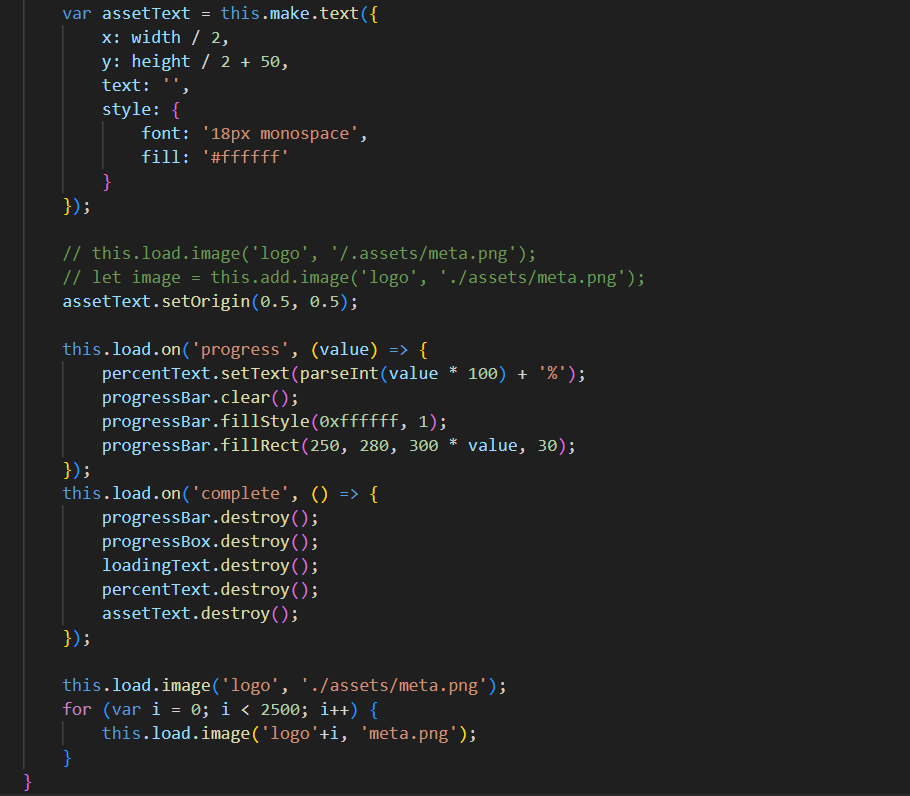 var assetText = this.make.text({
x: width / 2,
y: height / 2 + 50,
text: '',
style: {
font: '18px monospace',
fill: '#ffffff'
}
});
// this.load.image('logo', '/.assets/meta.png');
// let image = this.add.image('logo', './assets/meta.png');
assetText.setOrigin(0.5, 0.5);
this.load.on('progress', (value) => {
percentText.setText(parseInt(value * 100) + '%');
progressBar.clear();
progressBar.fillStyle(0xffffff, 1);
progressBar.fillRect(250, 280, 300 * value, 30);
});
this.load.on('complete', () => {
progressBar.destroy();
progressBox.destroy();
loadingText.destroy();
percentText.destroy();
assetText.destroy();
});
this.load.image('logo', './assets/meta.png');
for (var i = 0; i < 2500; i++) {
this.load.image('logo'+i, 'meta.png');
}
}